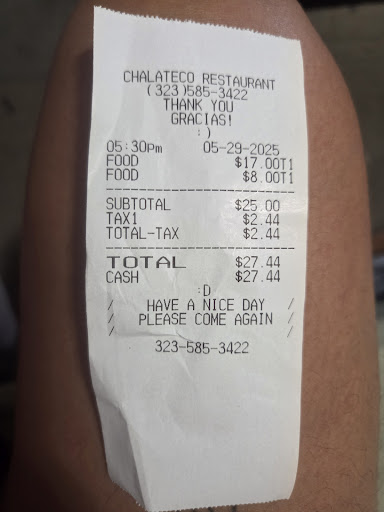 CHALATECO RESTAURANT
(323)585-3422
THANK YOU
GRACIAS!
:)
05:30pm 05-29-2025
FOOD $17.00T1
FOOD $8.00T1
SUBTOTAL $25.00
TAX1 $2.44
TOTAL-TAX $2.44
TOTAL $27.44
CASH $27.44
:D
/ HAVE A NICE DAY /
/ PLEASE COME AGAIN /
/ /
323-585-3422